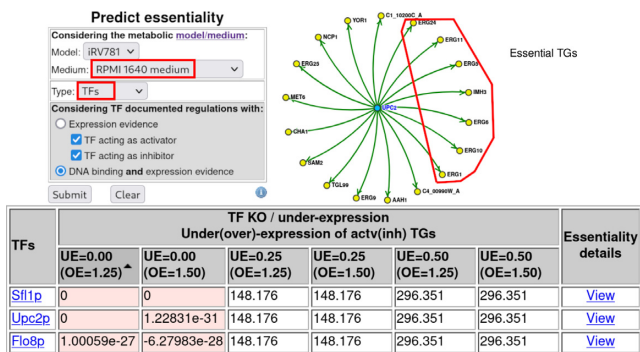 Predict essentiality
Considering the metabolic model/medium:
Model: iRV781
Medium: RPMI 1640 medium
Type: TFs
Considering TF documented regulations with:
Expression evidence
TF acting as activator
TF acting as inhibitor
DNA binding and expression evidence
Submit Clear
YOR1
C1_10200C_A
ERG24
NCP1
ERG11
ERG25
MET6
UPC2
IMH3
CHA1
ERG6
SAM2
ERG10
TGL99
ERG1
ERG9
AAH1
C4_00990W_A
Essential TGs
TFs
TF KO / under-expression
Under(over)-expression of actv(inh) TGs
Essentiality details
UE=0.00 (OE=1.25) UE=0.00 (OE=1.50) UE=0.25 (OE=1.25) UE=0.25 (OE=1.50) UE=0.50 (OE=1.25) UE=0.50 (OE=1.50)
Sfl1p 0 0 148.176 148.176 296.351 296.351 View
Upc2p 0 1.22831e-31 148.176 148.176 296.351 296.351 View
Flo8p 1.00059e-27 -6.27983e-28 148.176 148.176 296.351 296.351 View